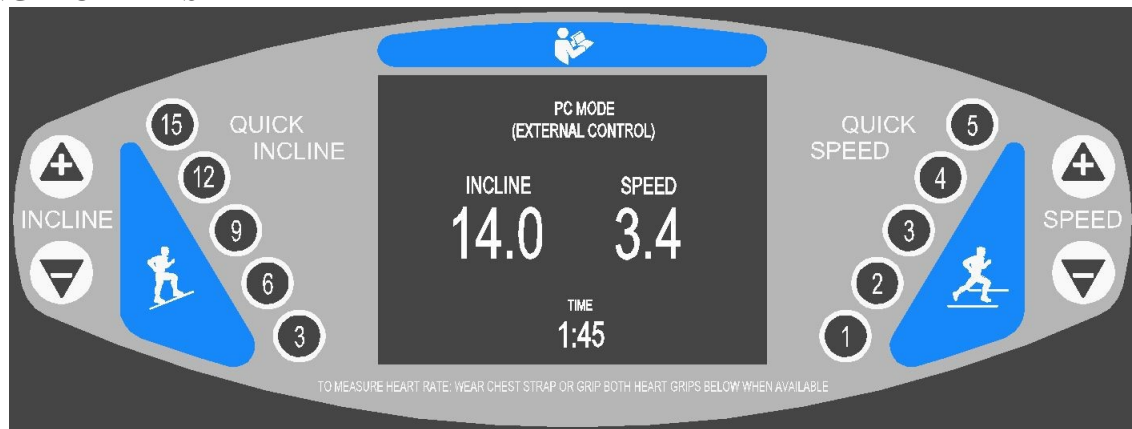 PC MODE
(EXTERNAL CONTROL)
INCLINE SPEED
14.0 3.4
TIME
1:45
15
QUICK
INCLINE
12
9
6
3
+
INCLINE
−
QUICK
SPEED
5
4
3
2
1
+
SPEED
−
TO MEASURE HEART RATE: WEAR CHEST STRAP OR GRIP BOTH HEART GRIPS BELOW WHEN AVAILABLE